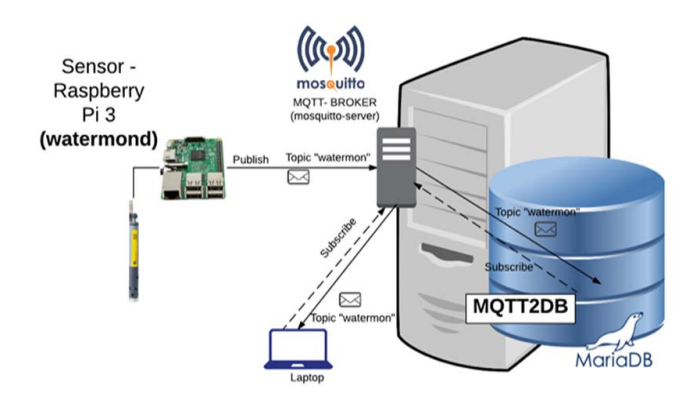 Sensor -
Raspberry
Pi 3
(watermond)
mosquitto
MQTT- BROKER
(mosquitto-server)
Publish
Topic "watermon"
Subscribe
Topic "watermon"
Laptop
Topic "watermon"
Subscribe
MQTT2DB
MariaDB